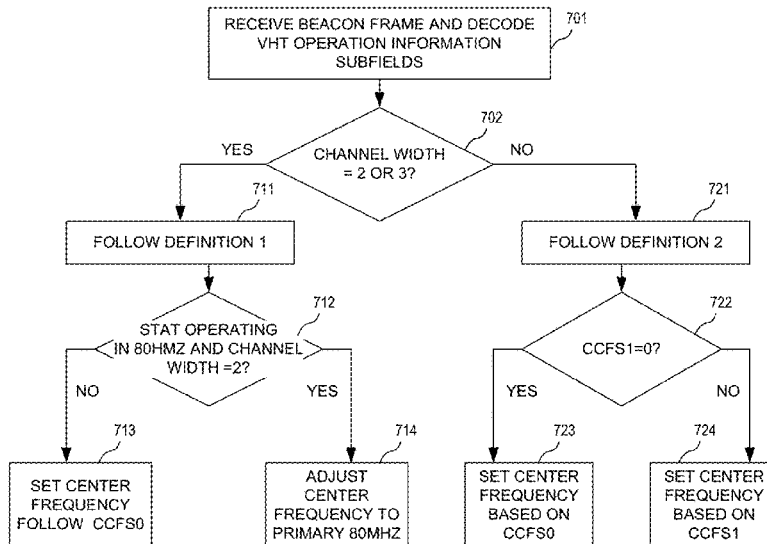 RECEIVE BEACON FRAME AND DECODE
VHT OPERATION INFORMATION
SUBFIELDS
701
702
CHANNEL WIDTH
= 2 OR 3?
YES
NO
711
FOLLOW DEFINITION 1
721
FOLLOW DEFINITION 2
712
STAT OPERATING
IN 80HMZ AND CHANNEL
WIDTH =2?
NO
YES
722
CCFS1=0?
YES
NO
713
SET CENTER
FREQUENCY
FOLLOW CCFS0
714
ADJUST
CENTER
FREQUENCY TO
PRIMARY 80MHZ
723
SET CENTER
FREQUENCY
BASED ON
CCFS0
724
SET CENTER
FREQUENCY
BASED ON
CCFS1